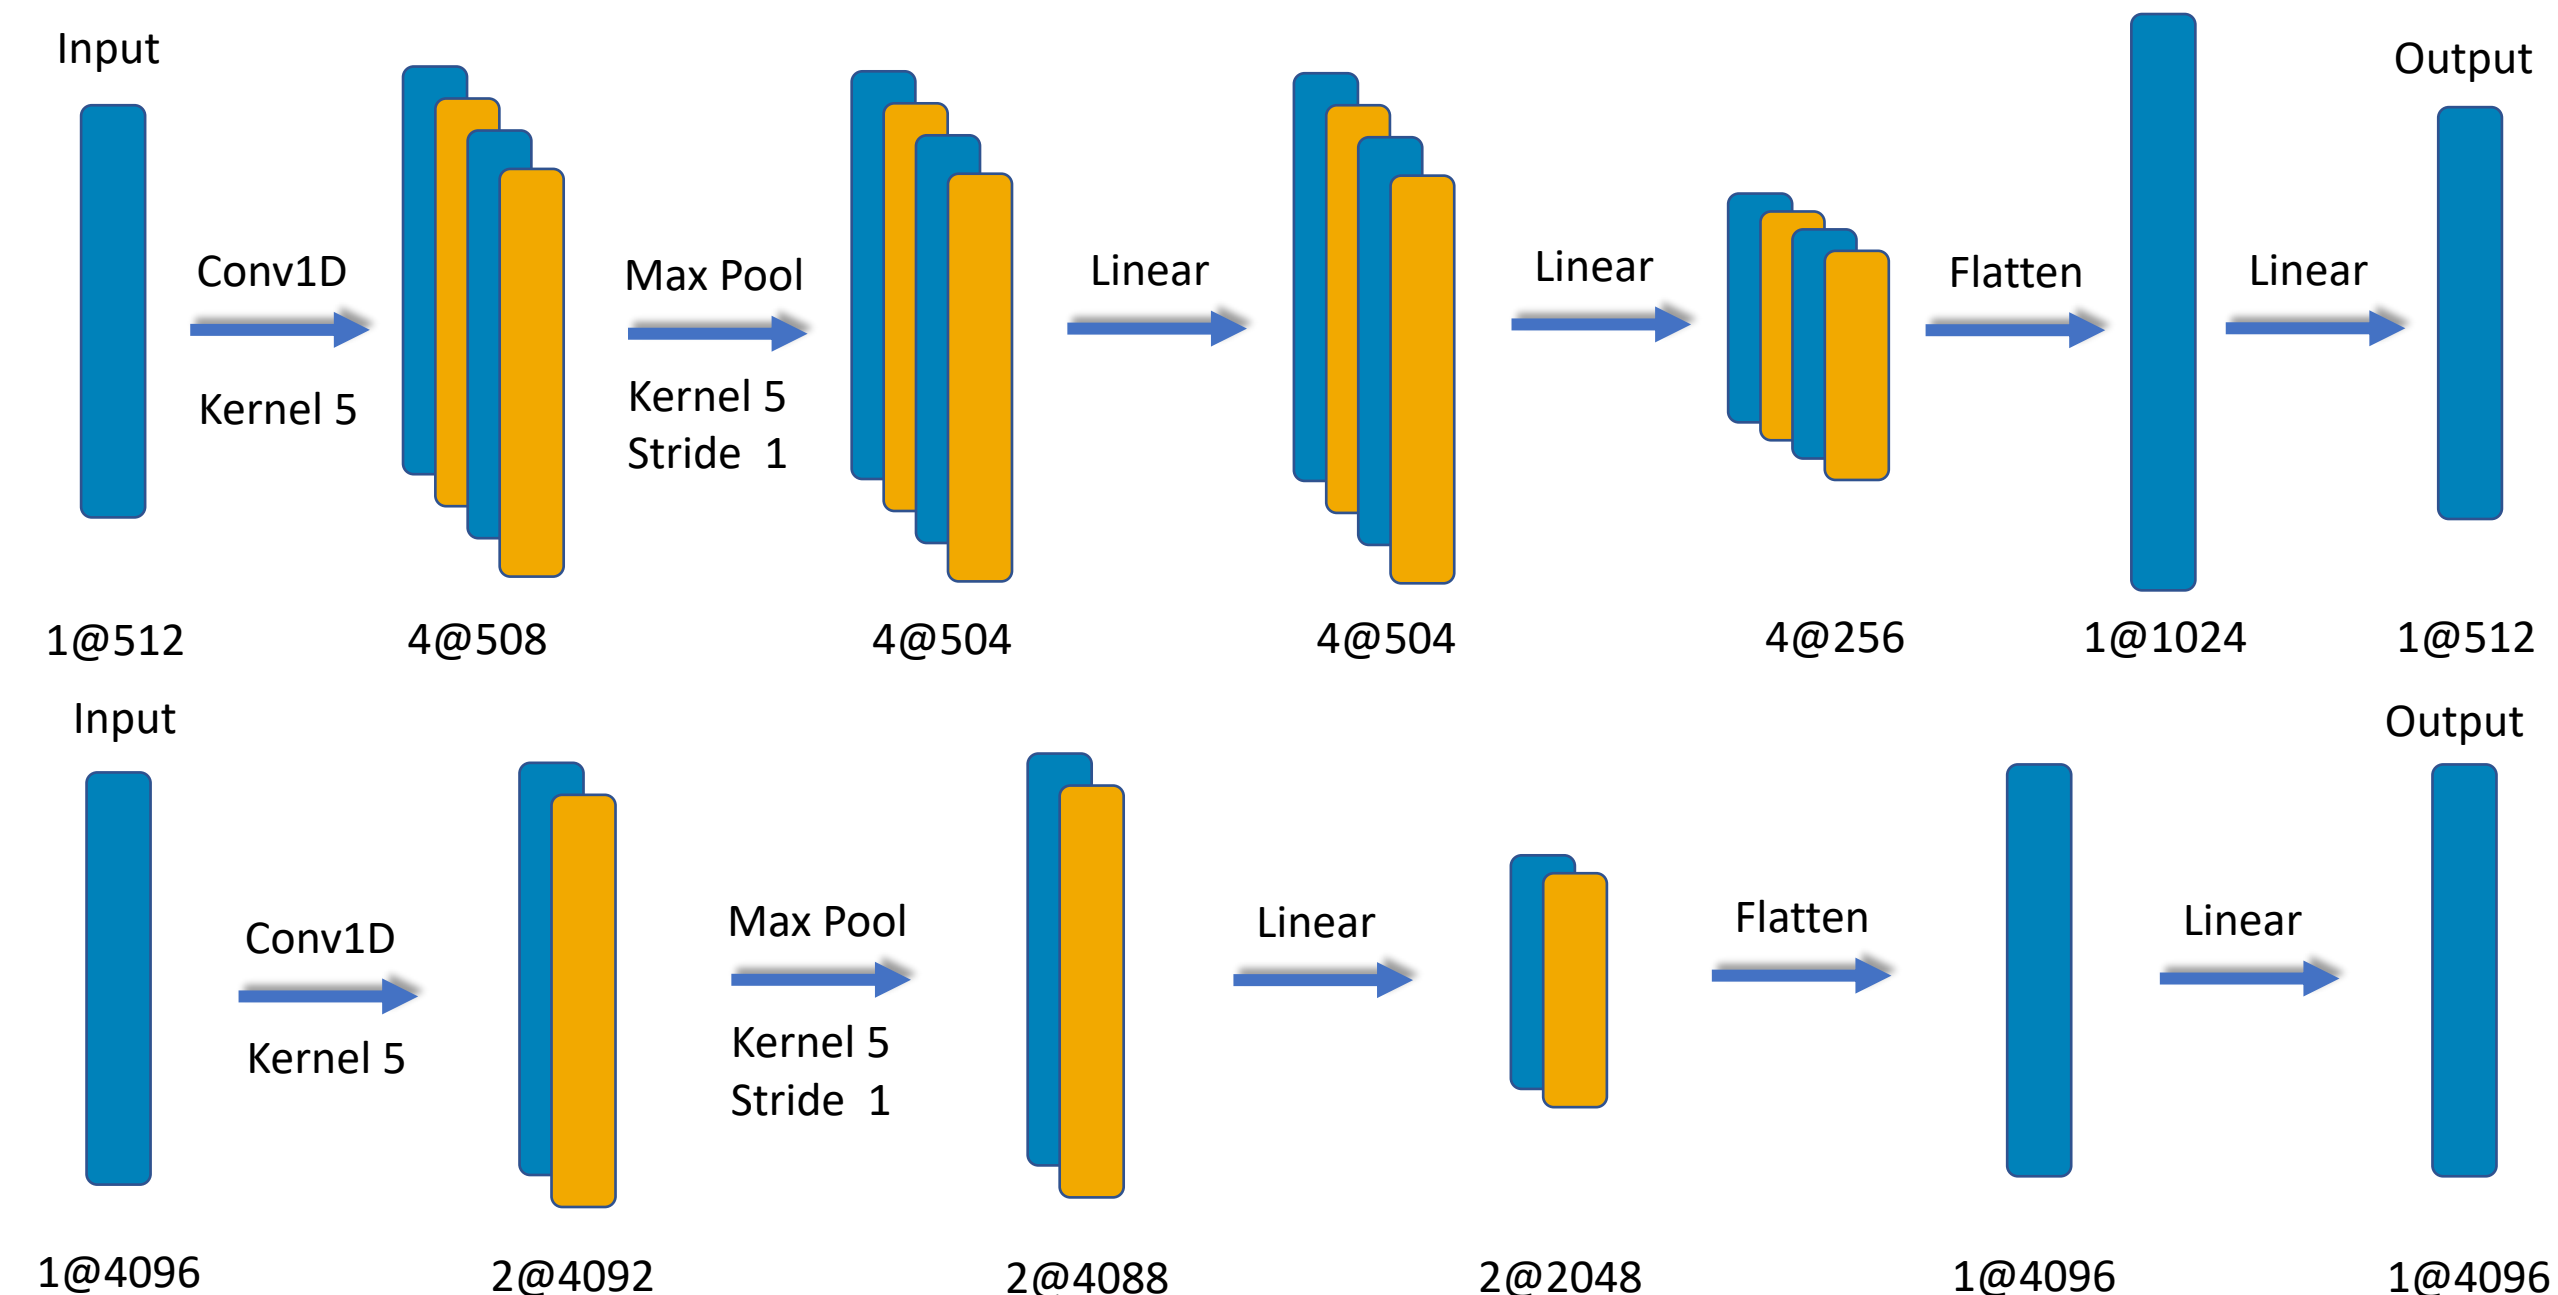 Input
Output
Conv1D
Kernel 5
Max Pool
Kernel 5
Stride 1
Linear
Linear
Flatten
Linear
1@512
4@508
4@504
4@504
4@256
1@1024
1@512
Input
Output
Conv1D
Kernel 5
Max Pool
Kernel 5
Stride 1
Linear
Flatten
Linear
1@4096
2@4092
2@4088
2@2048
1@4096
1@4096